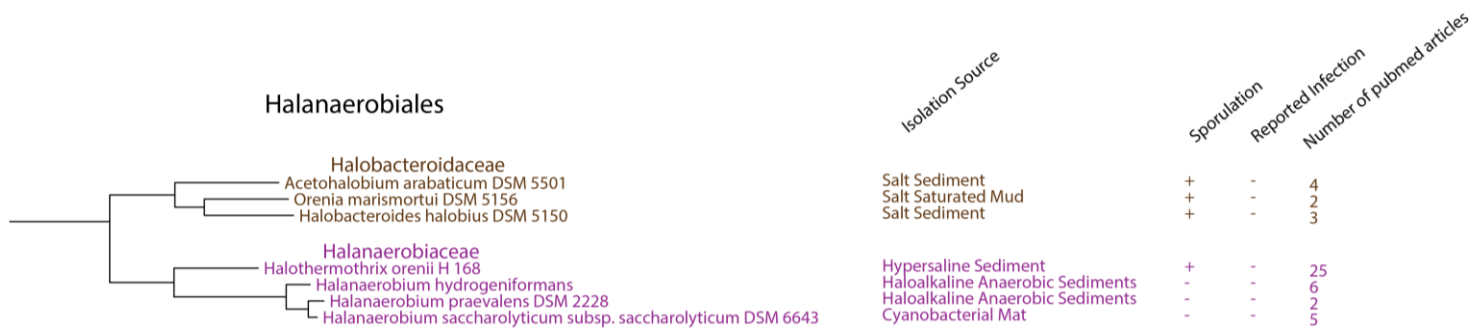 Halanaerobiales
Isolation Source
Sporulation
Reported Infection
Number of pubmed articles
Halobacteroidaceae
Acetohalobium arabaticum DSM 5501 Salt Sediment + - 4
Orenia marismortui DSM 5156 Salt Saturated Mud + - 2
Halobacteroides halobius DSM 5150 Salt Sediment + - 3
Halanaerobiaceae
Halothermothrix orenii H 168 Hypersaline Sediment + - 25
Halanaerobium hydrogeniformans Haloalkaline Anaerobic Sediments - - 6
Halanaerobium praevalens DSM 2228 Haloalkaline Anaerobic Sediments - - 2
Halanaerobium saccharolyticum subsp. saccharolyticum DSM 6643 Cyanobacterial Mat - - 5